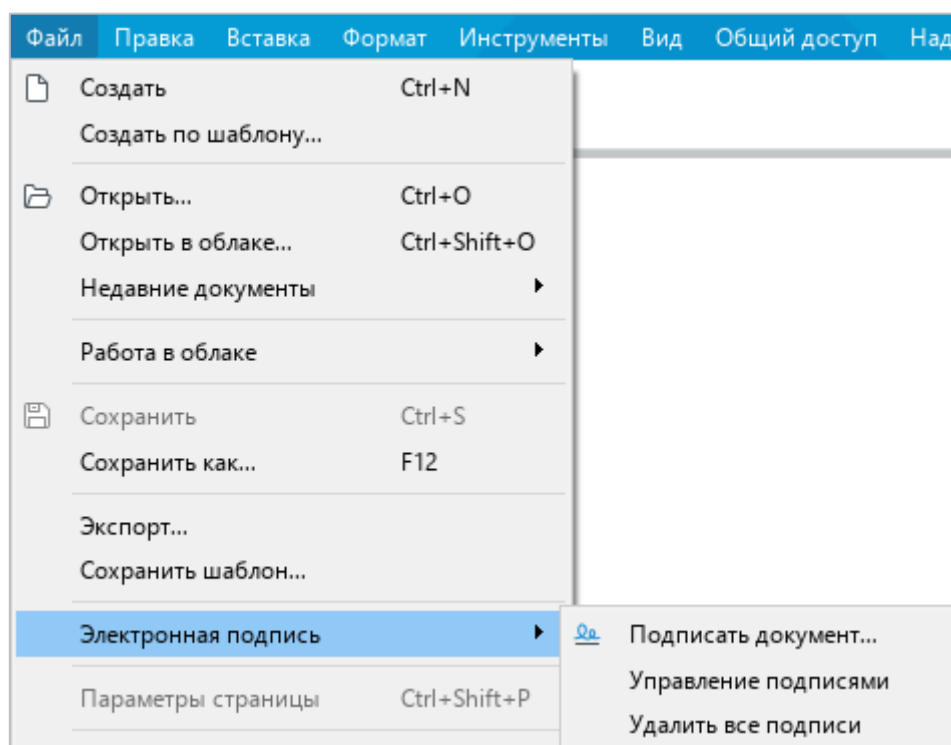 Файл Правка Вставка Формат Инструменты Вид Общий доступ Над
Создать Ctrl+N
Создать по шаблону...
Открыть... Ctrl+O
Открыть в облаке... Ctrl+Shift+O
Недавние документы
Работа в облаке
Сохранить Ctrl+S
Сохранить как... F12
Экспорт...
Сохранить шаблон...
Электронная подпись
Подписать документ...
Управление подписями
Удалить все подписи
Параметры страницы Ctrl+Shift+P